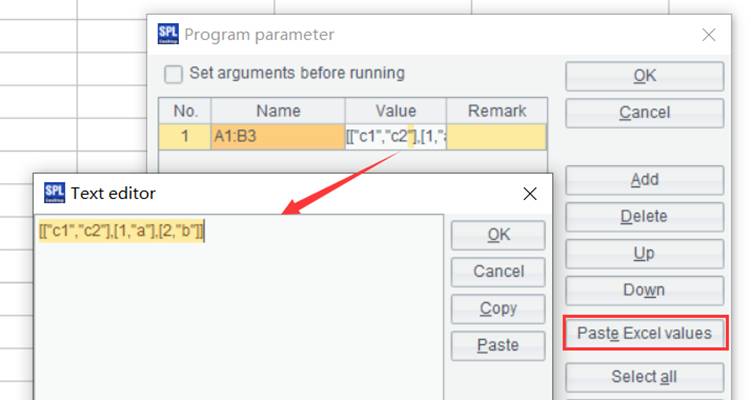 SPL
Desktop
Program parameter
Set arguments before running
No. Name Value Remark
1 A1:B3 [["c1","c2"],[1,"a
OK
Cancel
Add
Delete
Up
Down
Paste Excel values
Select all
SPL
Desktop
Text editor
[["c1","c2"],[1,"a"],[2,"b"]]
OK
Cancel
Copy
Paste